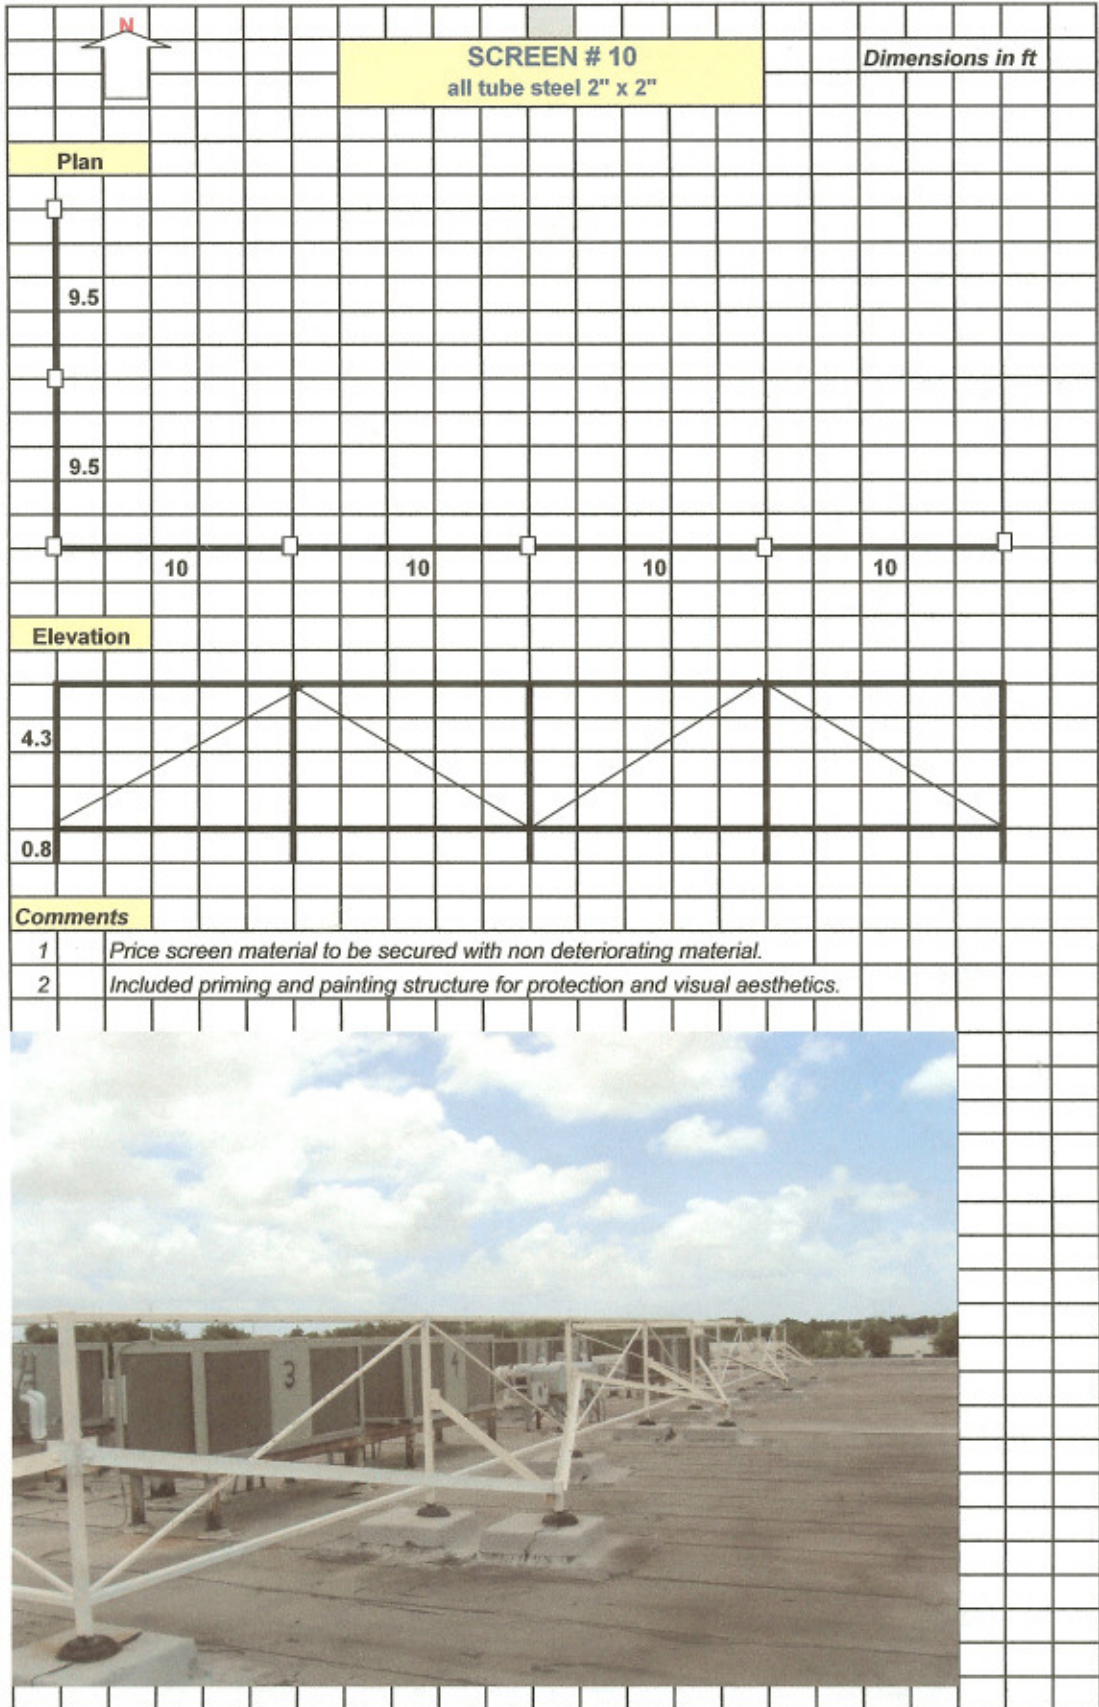 N
SCREEN # 10
all tube steel 2" x 2"
Dimensions in ft
Plan
9.5
9.5
10 10 10 10
Elevation
4.3
0.8
Comments
1 Price screen material to be secured with non deteriorating material.
2 Included priming and painting structure for protection and visual aesthetics.
3 4